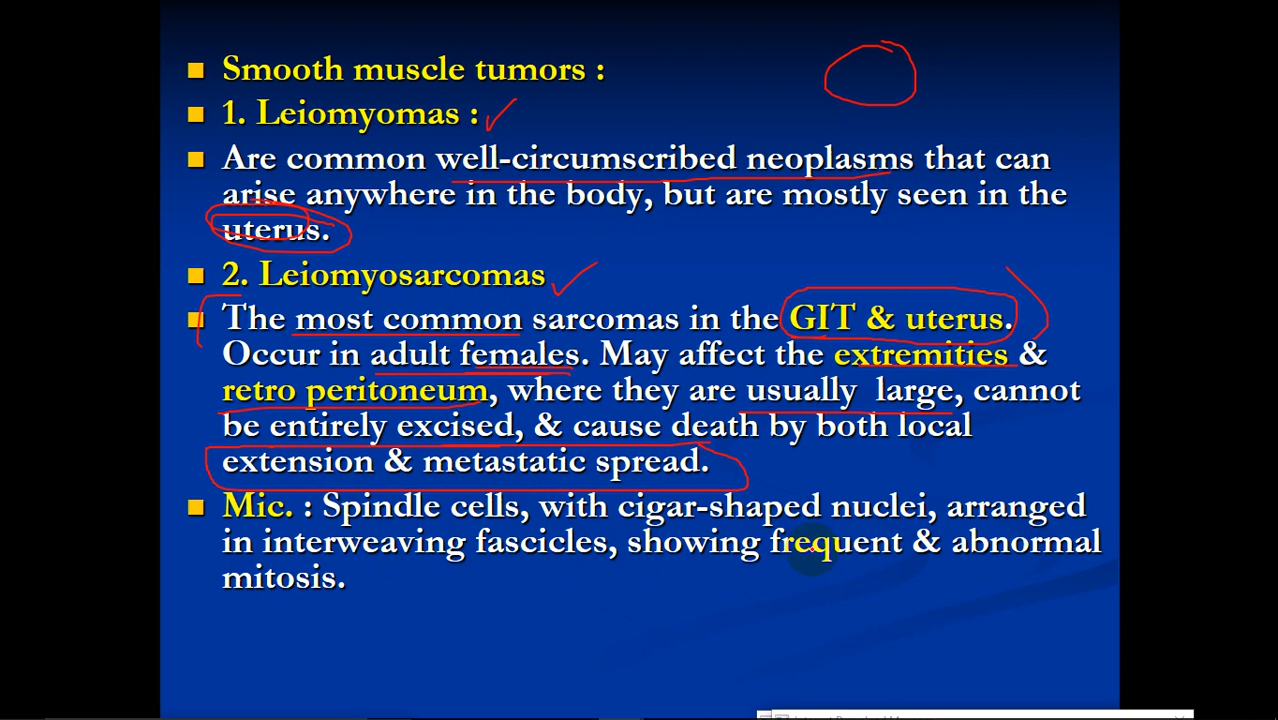 Smooth muscle tumors :
1. Leiomyomas :
Are common well-circumscribed neoplasms that can
arise anywhere in the body, but are mostly seen in the
uterus.
2. Leiomyosarcomas
The most common sarcomas in the GIT & uterus.
Occur in adult females. May affect the extremities &
retro peritoneum, where they are usually large, cannot
be entirely excised, & cause death by both local
extension & metastatic spread.
Mic. : Spindle cells, with cigar-shaped nuclei, arranged
in interweaving fascicles, showing frequent & abnormal
mitosis.